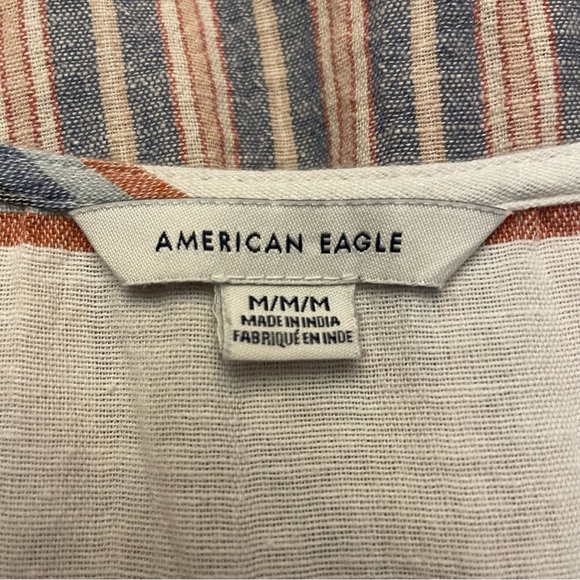 AMERICAN EAGLE
M/M/M
MADE IN INDIA
FABRIQUÉ EN INDE